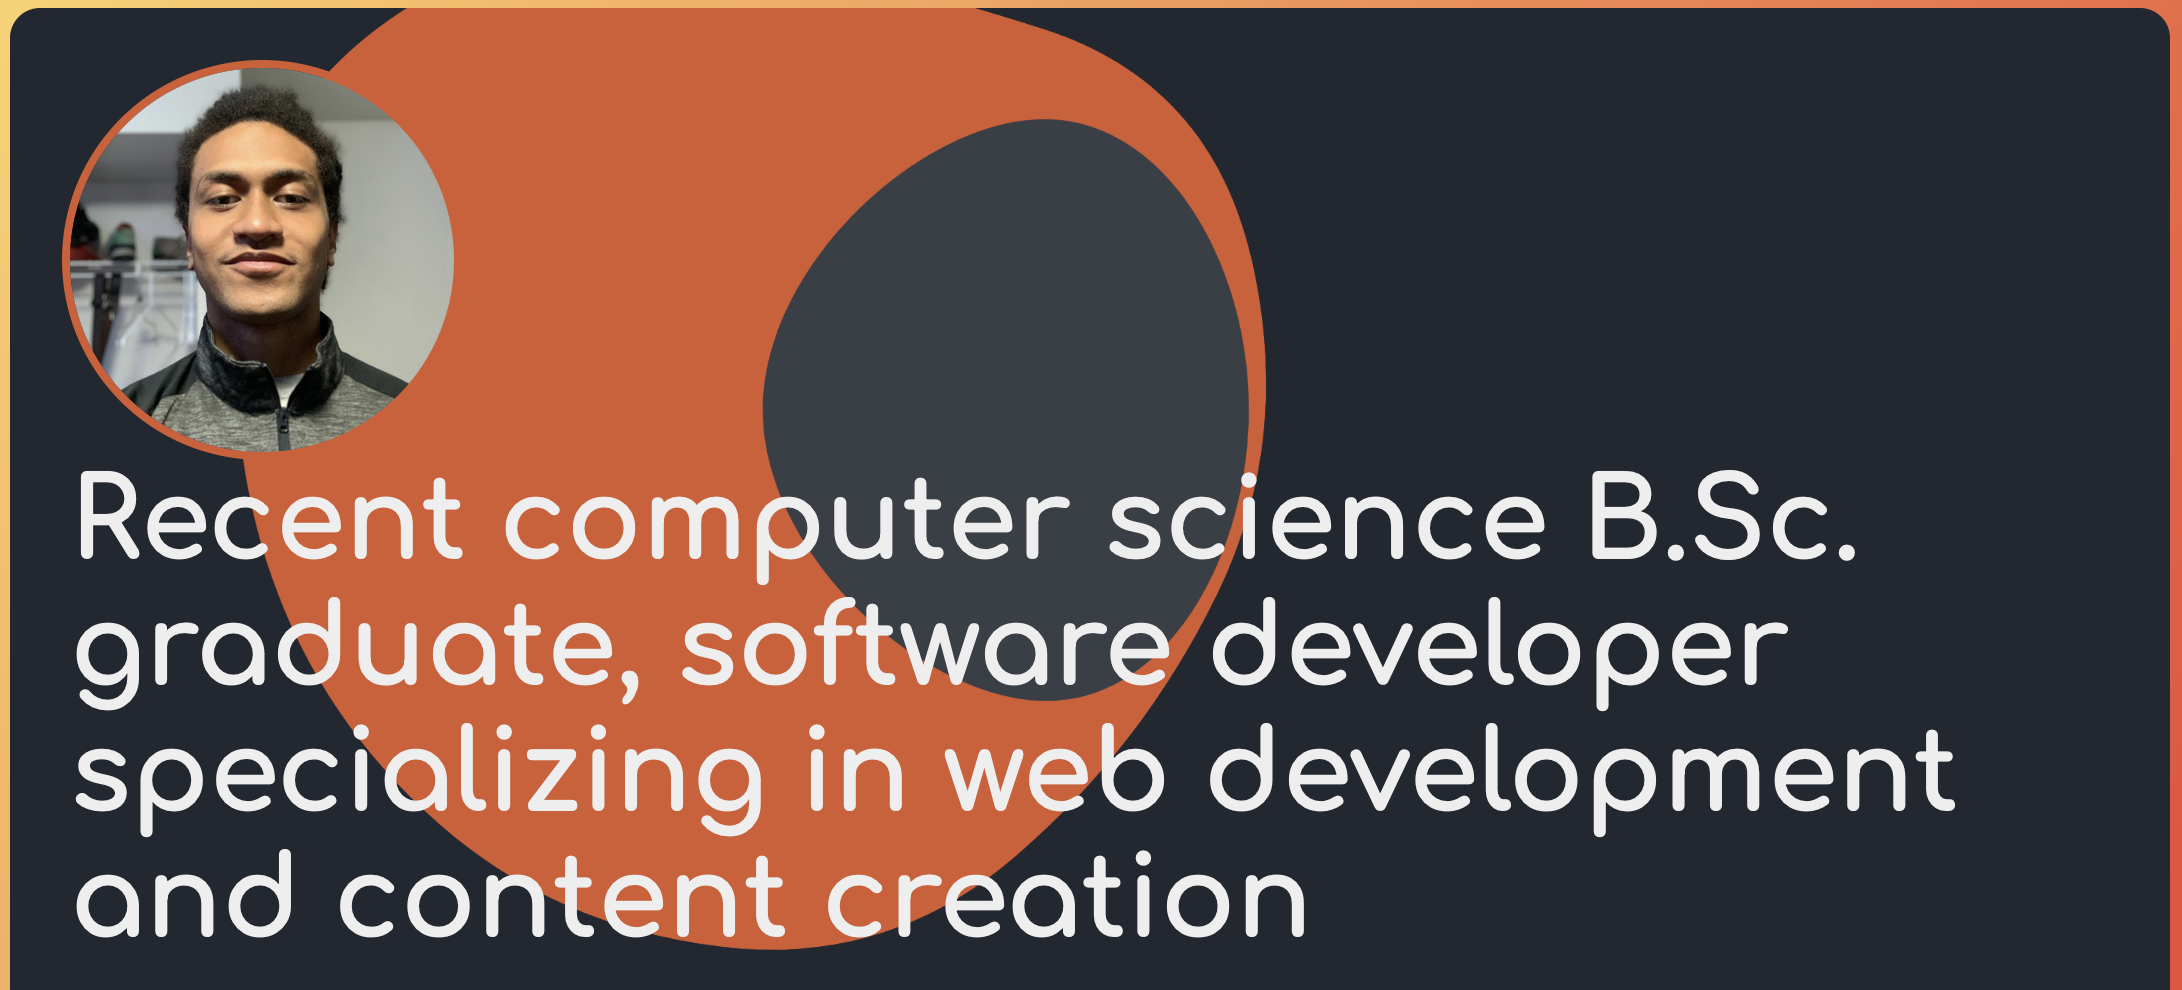 Recent computer science B.Sc.
graduate, software developer
specializing in web development
and content creation